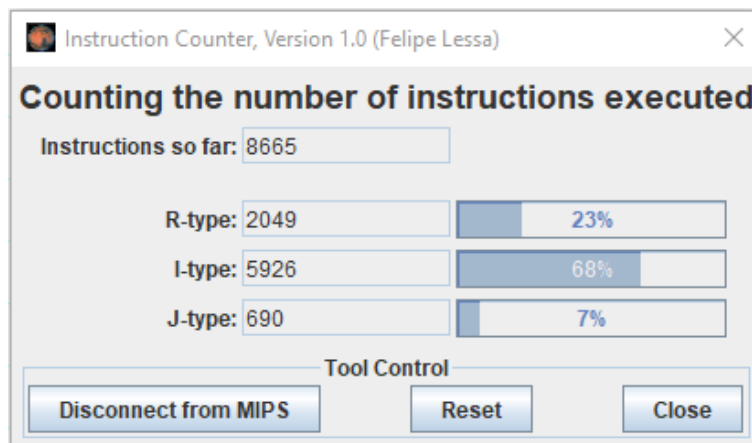 Instruction Counter, Version 1.0 (Felipe Lessa)
Counting the number of instructions executed
Instructions so far: 8665
R-type: 2049 23%
I-type: 5926 68%
J-type: 690 7%
Tool Control
Disconnect from MIPS Reset Close